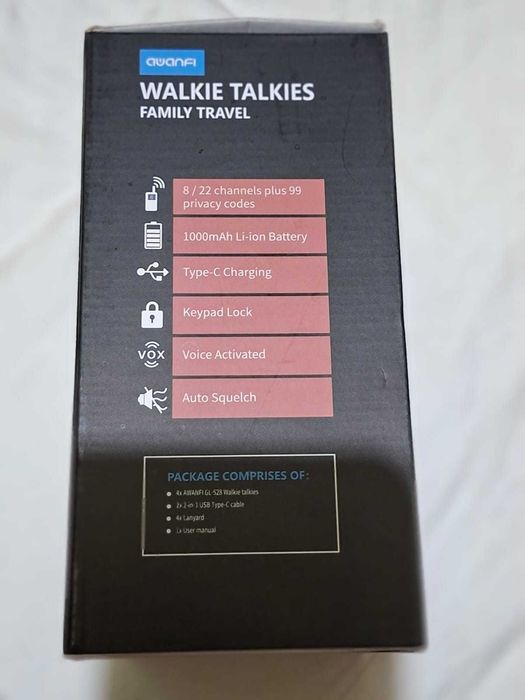 awanfi
WALKIE TALKIES
FAMILY TRAVEL
8 / 22 channels plus 99
privacy codes
1000mAh Li-ion Battery
Type-C Charging
Keypad Lock
VOX
Voice Activated
Auto Squelch
PACKAGE COMPRISES OF:
4x AWANFI GL-S28 Walkie talkies
2x 2-in-1 USB Type-C cable
4x Lanyard
1x User manual